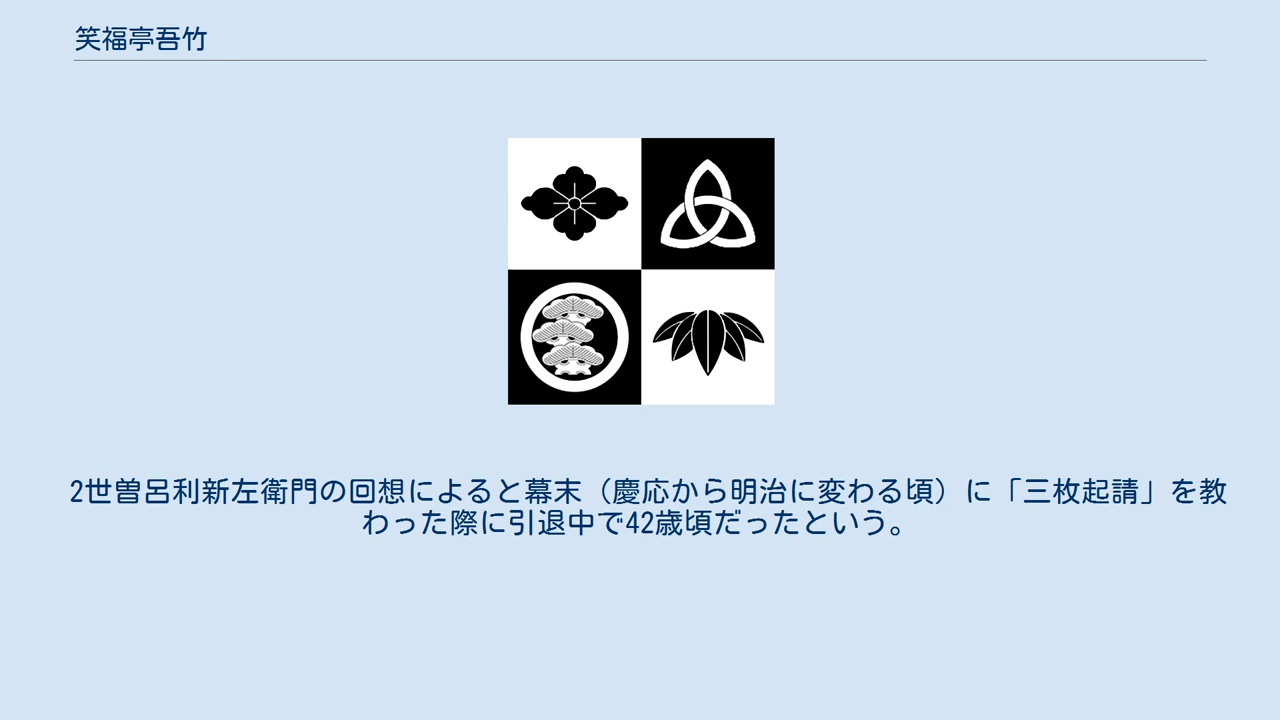 笑福亭吾竹
2世曽呂利新左衛門の回想によると幕末（慶応から明治に変わる頃）に「三枚起請」を教
わった際に引退中で42歳頃だったという。